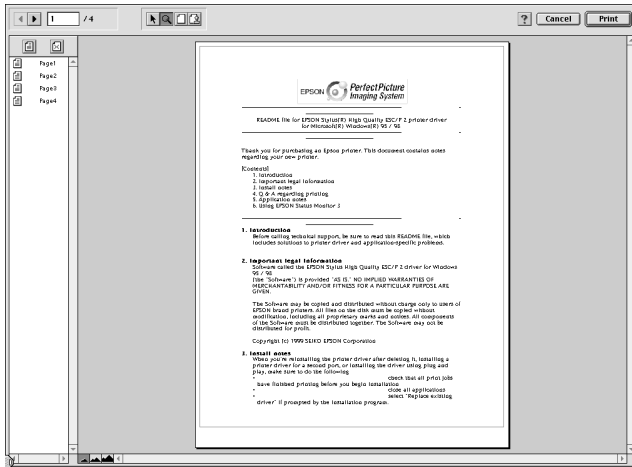 1 / 4
? Cancel Print
Page1
Page2
Page3
Page4
EPSON PerfectPicture
Imaging System
README file for EPSON Stylus(R) High Quality ESC/P 2 printer driver
for Microsoft(R) Windows(R) 95 / 98
Thank you for purchasing an Epson printer. This document contains notes
regarding your new printer.
[Contents]
1. Introduction
2. Important legal information
3. Install notes
4. Q & A regarding printing
5. Application notes
6. Using EPSON Status Monitor 3
1. Introduction
Before calling technical support, be sure to read this README file, which
includes solutions to printer driver and application-specific problems.
2. Important legal information
Software called the EPSON Stylus High Quality ESC/P 2 driver for Windows
95 / 98
(the "Software") is provided "AS IS." NO IMPLIED WARRANTIES OF
MERCHANTABILITY AND/OR FITNESS FOR A PARTICULAR PURPOSE ARE
GIVEN.
The Software may be copied and distributed without charge only to users of
EPSON brand printers. All files on the disk must be copied without
modification, including all proprietary marks and notices. All components
of the Software must be distributed together. The Software may not be
distributed for profit.
Copyright (c) 1999 SEIKO EPSON Corporation
3. Install notes
When you're reinstalling the printer driver after deleting it, installing a
printer driver for a second port, or installing the driver using plug and
play, make sure to do the following
• check that all print jobs
have finished printing before you begin installation
• close all applications
• select "Replace existing
driver" if prompted by the installation program.